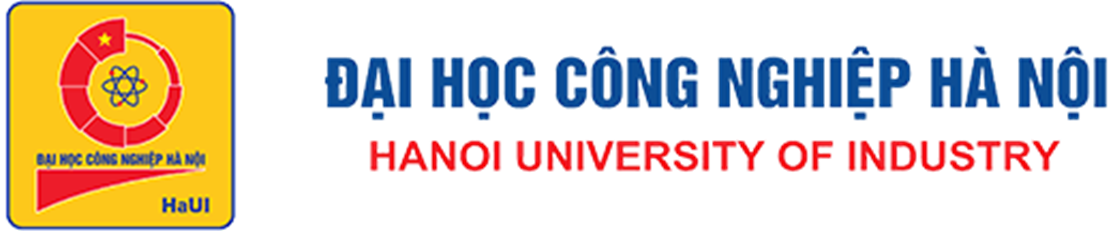 ĐẠI HỌC CÔNG NGHIỆP HÀ NỘI
HaUI
ĐẠI HỌC CÔNG NGHIỆP HÀ NỘI
HANOI UNIVERSITY OF INDUSTRY